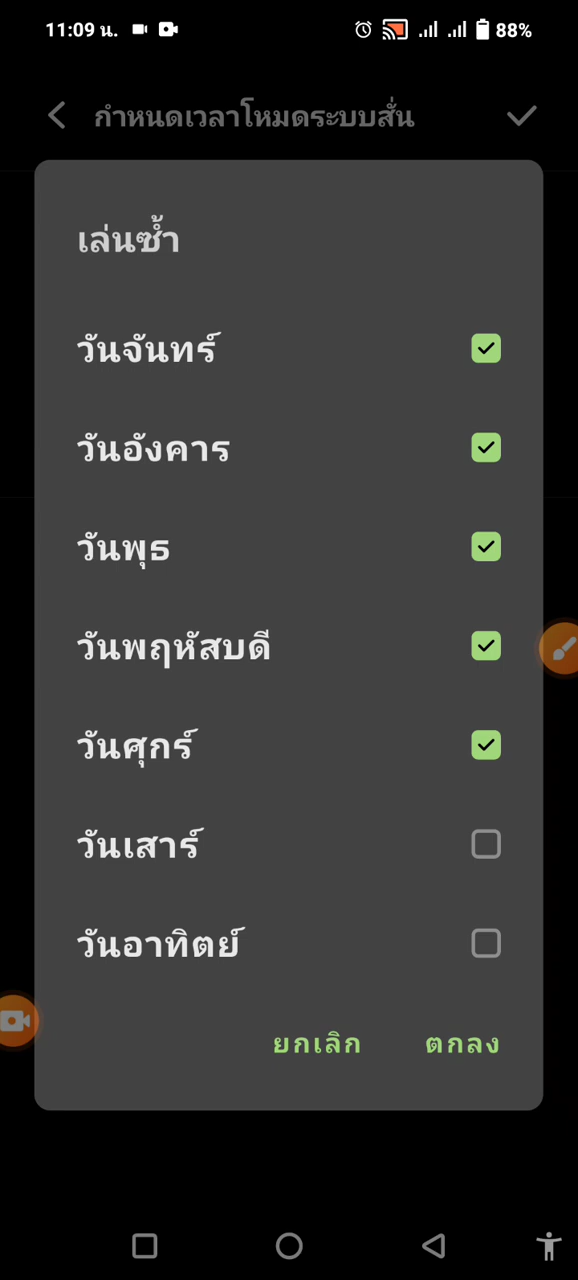 11:09 น.
88%
กำหนดเวลาโหมดระบบสั่น
เล่นซ้ำ
วันจันทร์
วันอังคาร
วันพุธ
วันพฤหัสบดี
วันศุกร์
วันเสาร์
วันอาทิตย์
ยกเลิก ตกลง